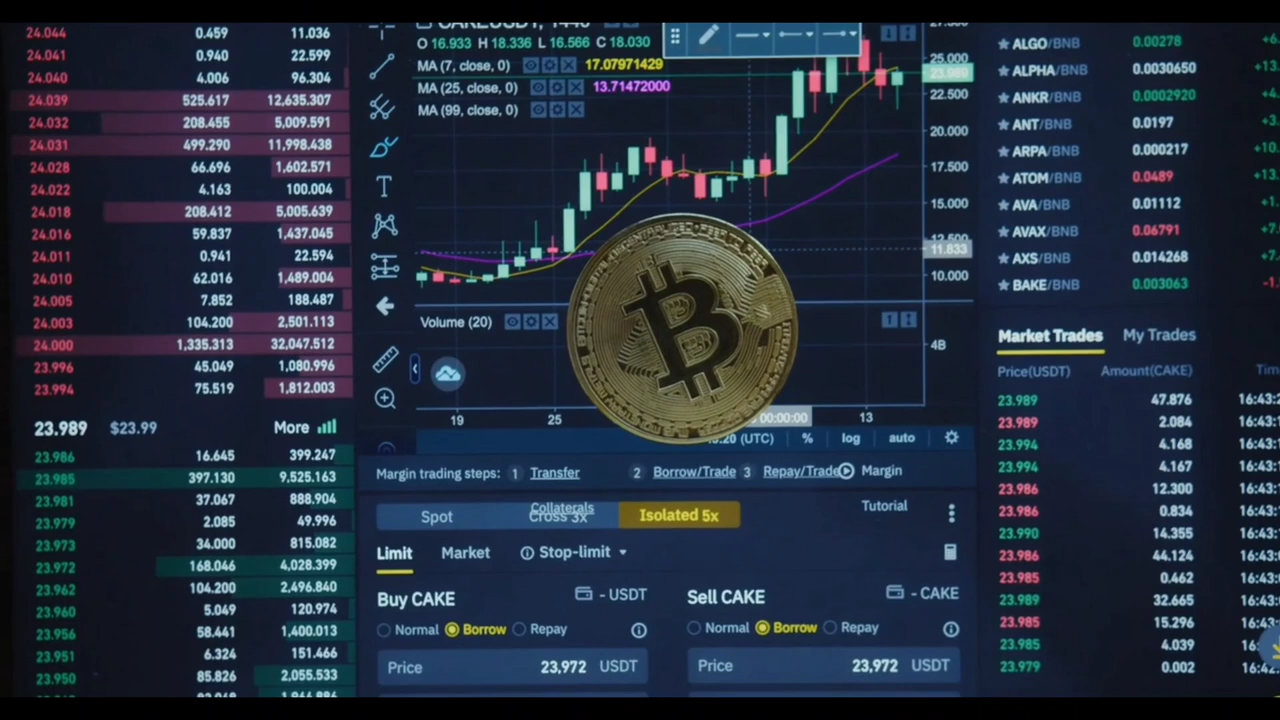 24.044 0.459 11.036
24.041 0.940 22.599
24.040 4.006 96.304
24.039 525.617 12,635.307
24.032 208.455 5,009.591
24.031 499.290 11,998.438
24.028 66.696 1,602.571
24.022 4.163 100.004
24.018 208.412 5,005.639
24.016 59.837 1,437.045
24.011 0.941 22.594
24.010 62.016 1,489.004
24.005 7.852 188.487
24.003 104.200 2,501.113
24.000 1,335.313 32,047.512
23.996 45.049 1,080.996
23.994 75.519 1,812.003
23.989 $23.99 More
23.986 16.645 399.247
23.985 397.130 9,525.163
23.981 37.067 888.904
23.979 2.085 49.996
23.973 34.000 815.082
23.972 168.046 4,028.399
23.962 104.200 2,496.840
23.960 5.049 120.974
23.956 58.441 1,400.013
23.951 6.324 151.466
23.950 85.826 2,055.533
CAKEUSDT, 1440
O 16.933 H 18.336 L 16.566 C 18.030
MA (7, close, 0) 17.07971429
MA (25, close, 0) 13.71472000
MA (99, close, 0)
T
25.000
23.989
22.500
20.000
17.500
15.000
12.500
11.833
10.000
Volume (20)
4B
B
19 25 00:00:00 13
(UTC) % log auto
Margin trading steps: 1 Transfer 2 Borrow/Trade 3 Repay/Trade Margin
Collaterals Tutorial
Spot Cross 3x Isolated 5x
Limit Market Stop-limit
Buy CAKE - USDT
Normal Borrow Repay
Price 23,972 USDT
Sell CAKE - CAKE
Normal Borrow Repay
Price 23,972 USDT
ALGO/BNB 0.00278
ALPHA/BNB 0.0030650
ANKR/BNB 0.0002920
ANT/BNB 0.0197
ARPA/BNB 0.000217
ATOM/BNB 0.0489
AVA/BNB 0.01112
AVAX/BNB 0.06791
AXS/BNB 0.014268
BAKE/BNB 0.003063
Market Trades My Trades
Price(USDT) Amount(CAKE)
23.989 47.876
23.989 2.084
23.994 4.168
23.994 4.167
23.986 12.300
23.986 0.834
23.990 14.355
23.986 44.124
23.985 0.462
23.989 32.665
23.985 15.296
23.985 4.039
23.979 0.002